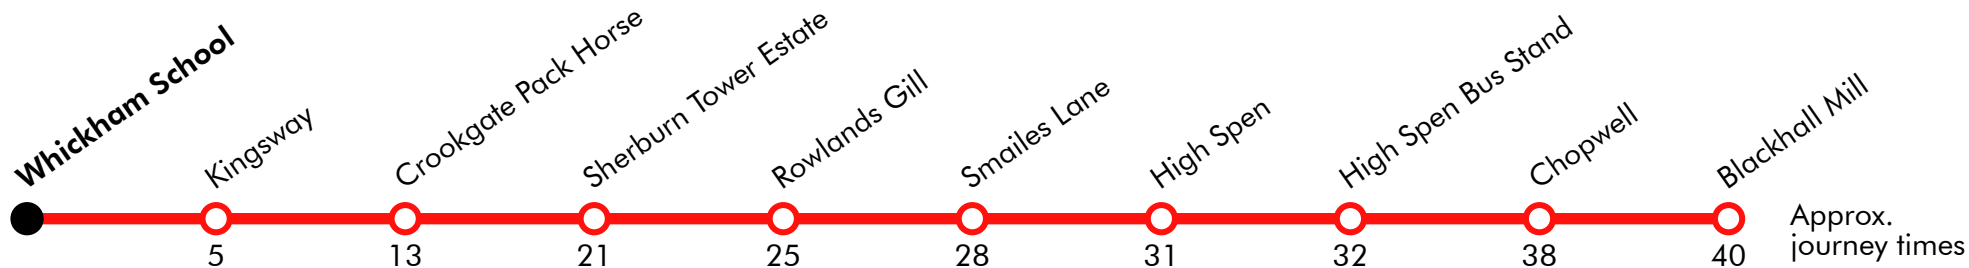 Whickham School
Kingsway
Crookgate Pack Horse
Sherburn Tower Estate
Rowlands Gill
Smailes Lane
High Spen
High Spen Bus Stand
Chopwell
Blackhall Mill
5 13 21 25 28 31 32 38 40
Approx.
journey times